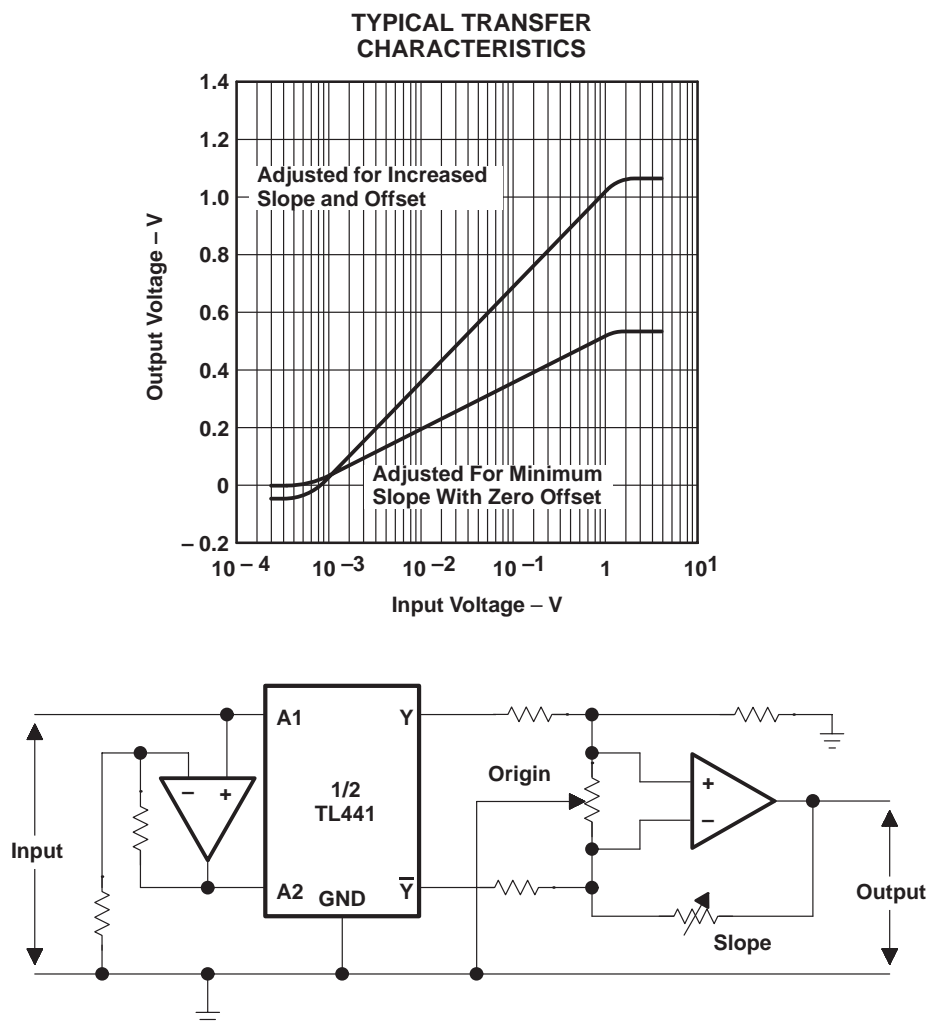 TYPICAL TRANSFER
CHARACTERISTICS
1.4
1.2
1.0
0.8
0.6
0.4
0.2
0
– 0.2
Output Voltage – V
Adjusted for Increased
Slope and Offset
Adjusted For Minimum
Slope With Zero Offset
10 – 4 10 –3 10 –2 10 –1 1 10 1
Input Voltage – V
A1 Y
– +
1/2
TL441
Origin
+
–
Input
A2 GND Y̅
Output
Slope